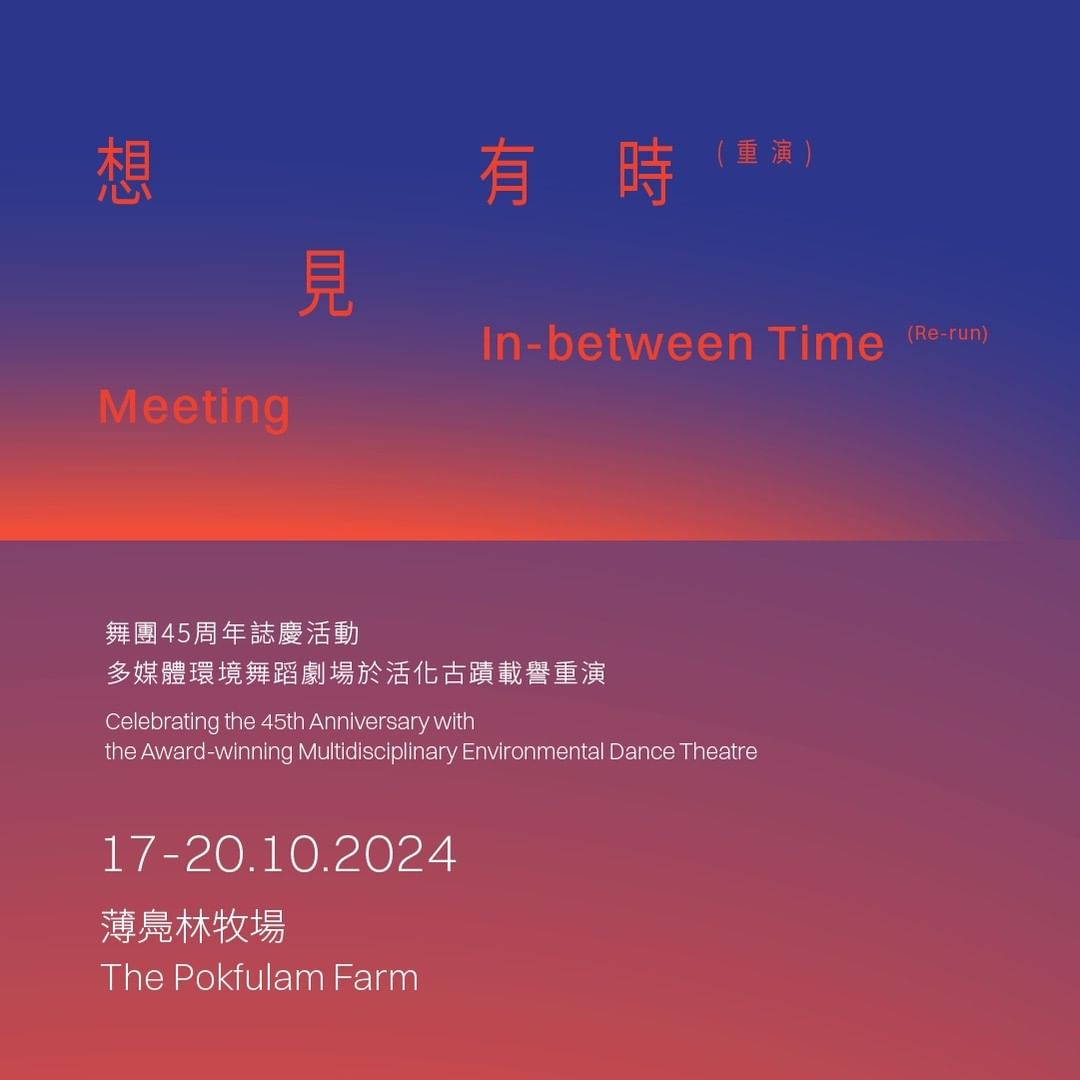 想 有 時 (重演)
見
In-between Time (Re-run)
Meeting
舞團45周年誌慶活動
多媒體環境舞蹈劇場於活化古蹟載譽重演
Celebrating the 45th Anniversary with
the Award-winning Multidisciplinary Environmental Dance Theatre
17-20.10.2024
薄鳧林牧場
The Pokfulam Farm